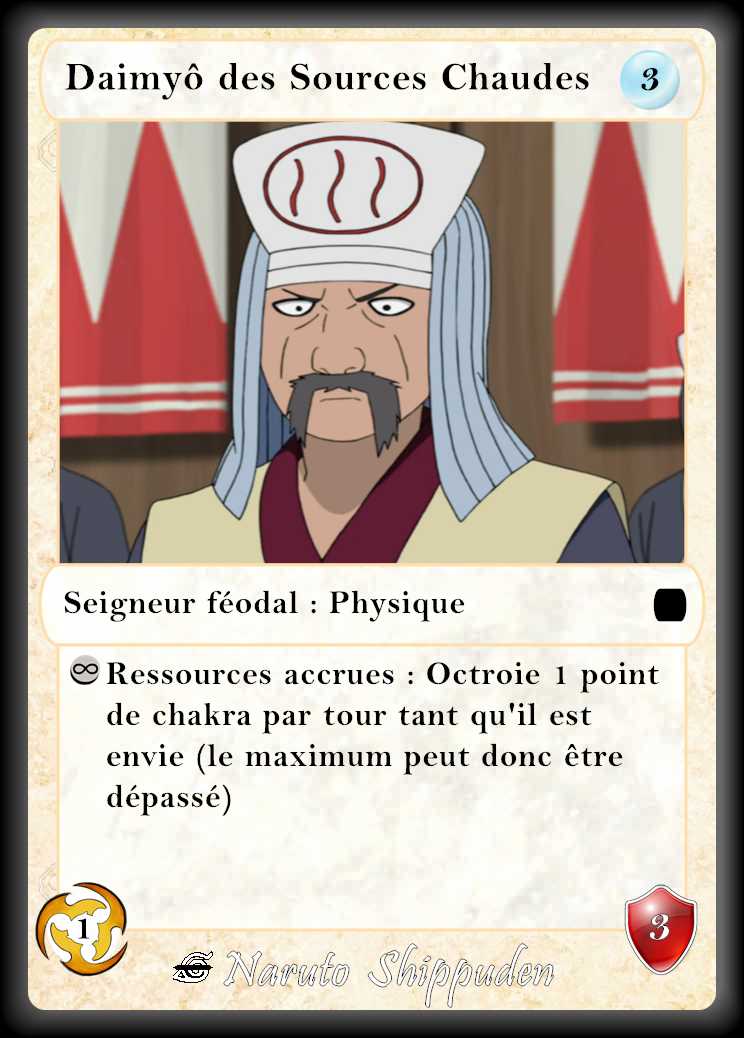 Daimyô des Sources Chaudes 3
Seigneur féodal : Physique
∞ Ressources accrues : Octroie 1 point
de chakra par tour tant qu'il est
envie (le maximum peut donc être
dépassé)
1
3
Naruto Shippuden